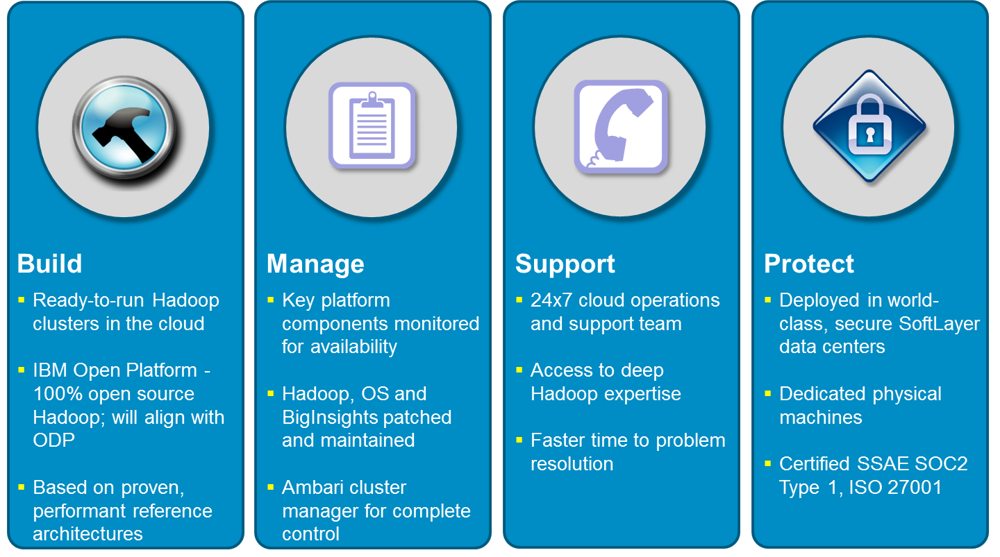 Build
▪ Ready-to-run Hadoop
clusters in the cloud
▪ IBM Open Platform -
100% open source
Hadoop; will align with
ODP
▪ Based on proven,
performant reference
architectures
Manage
▪ Key platform
components monitored
for availability
▪ Hadoop, OS and
BigInsights patched
and maintained
▪ Ambari cluster
manager for complete
control
Support
▪ 24x7 cloud operations
and support team
▪ Access to deep
Hadoop expertise
▪ Faster time to problem
resolution
Protect
▪ Deployed in world-
class, secure SoftLayer
data centers
▪ Dedicated physical
machines
▪ Certified SSAE SOC2
Type 1, ISO 27001